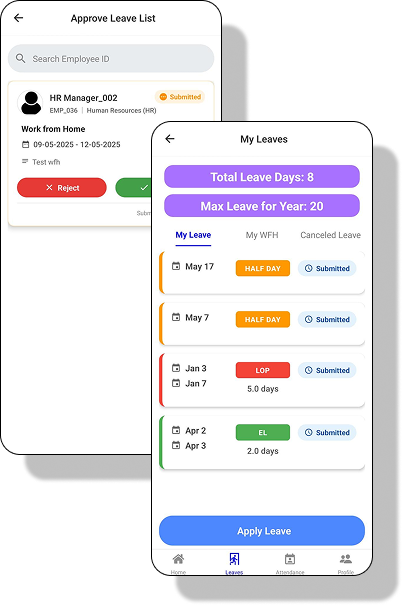 Approve Leave List
Search Employee ID
HR Manager_002
Submitted
EMP_036 | Human Resources (HR)
Work from Home
09-05-2025 - 12-05-2025
Test wfh
Reject
My Leaves
Total Leave Days: 8
Max Leave for Year: 20
My Leave
My WFH
Canceled Leave
May 17
HALF DAY
Submitted
May 7
HALF DAY
Submitted
Jan 3
Jan 7
LOP
5.0 days
Submitted
Apr 2
Apr 3
EL
2.0 days
Submitted
Apply Leave
Home
Leaves
Attendance
Profile